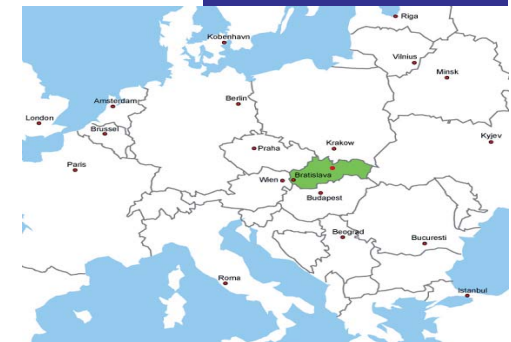 Riga
Kobenhavn
Vilnius
Minsk
Berlin
Amsterdam
London
Brussel
Kyjev
Praha
Krakow
Paris
Wien
Bratislava
Budapest
Beograd
Bucuresti
Roma
Istanbul